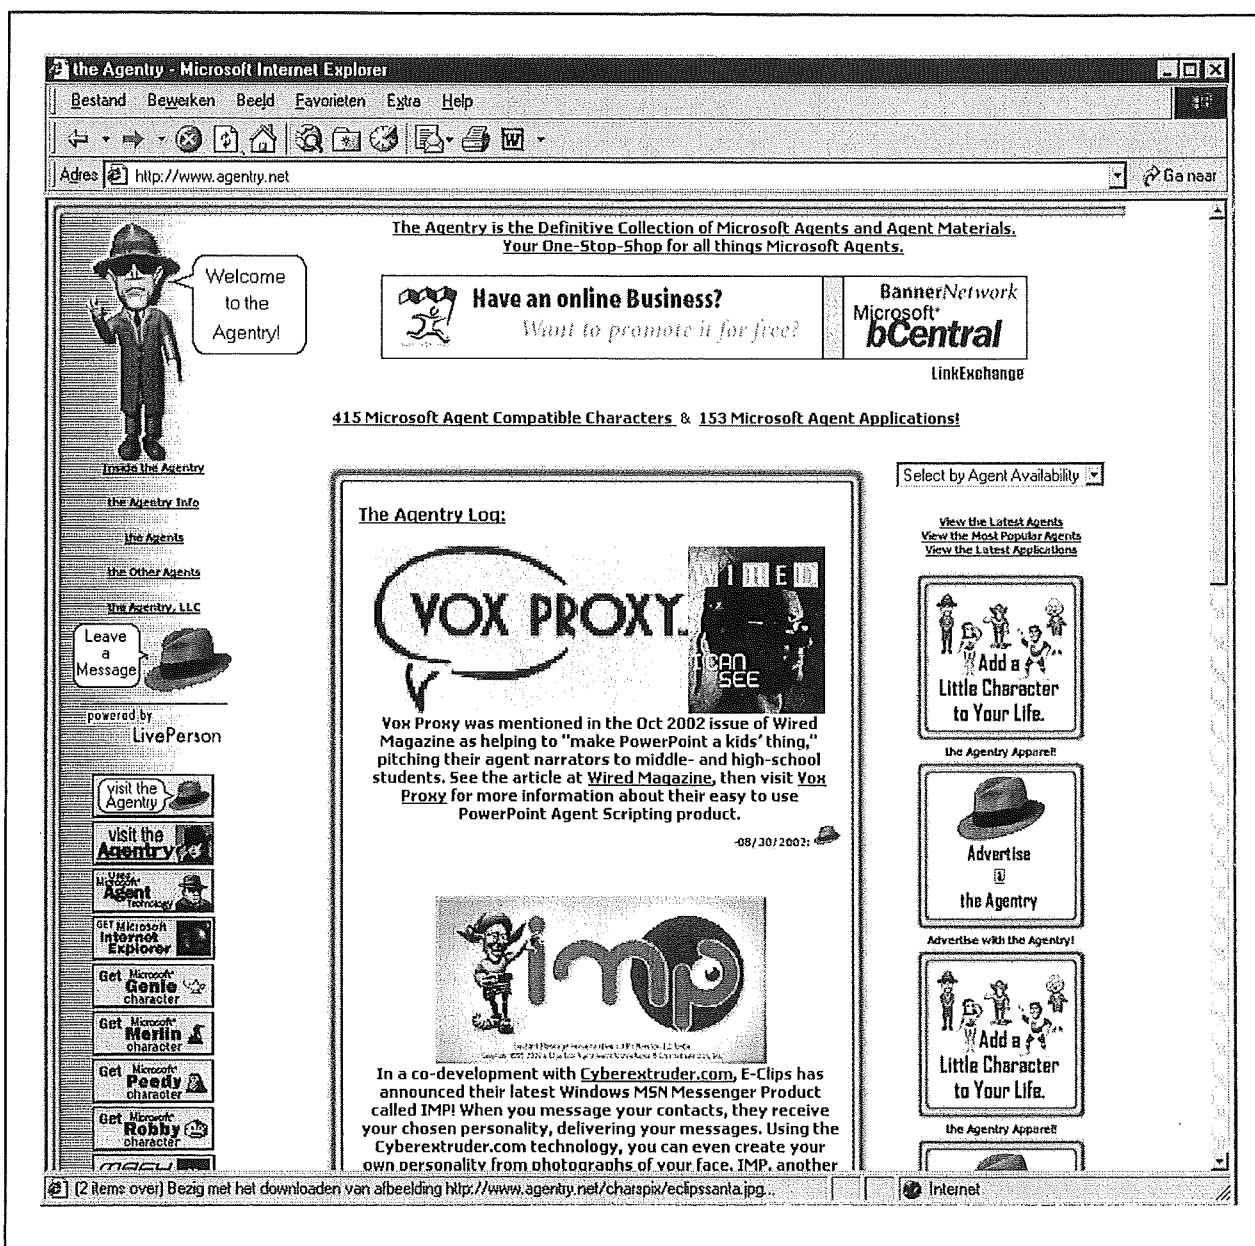 the Agentry - Microsoft Internet Explorer
Bestand Bewerken Beeld Favorieten Extra Help
Adres http://www.agentry.net Ga naar
The Agentry is the Definitive Collection of Microsoft Agents and Agent Materials.
Your One-Stop-Shop for all things Microsoft Agents.
Welcome
to the
Agentry!
Have an online Business?
Want to promote it for free?
BannerNetwork
Microsoft
bCentral
LinkExchange
415 Microsoft Agent Compatible Characters & 153 Microsoft Agent Applications!
Inside the Agentry
the Agentry Info
the Agents
the Other Agents
the Agentry, LLC
Leave
a
Message
powered by
LivePerson
visit the
Agentry
visit the
Agentry
Uses
Microsoft
Agent
Technology
GET Microsoft
Internet
Explorer
Get Microsoft
Genie
character
Get Microsoft
Merlin
character
Get Microsoft
Peedy
character
Get Microsoft
Robby
character
The Agentry Log:
VOX PROXY
WIRED
I CAN
SEE
Vox Proxy was mentioned in the Oct 2002 issue of Wired
Magazine as helping to "make PowerPoint a kids' thing,"
pitching their agent narrators to middle- and high-school
students. See the article at Wired Magazine, then visit Vox
Proxy for more information about their easy to use
PowerPoint Agent Scripting product.
-08/30/2002:
imp
In a co-development with Cyberextruder.com, E-Clips has
announced their latest Windows MSN Messenger Product
called IMP! When you message your contacts, they receive
your chosen personality, delivering your messages. Using the
Cyberextruder.com technology, you can even create your
own personality from photographs of your face. IMP, another
Select by Agent Availability
View the Latest Agents
View the Most Popular Agents
View the Latest Applications
Add a
Little Character
to Your Life.
the Agentry Apparel!
Advertise
@
the Agentry
Advertise with the Agentry!
Add a
Little Character
to Your Life.
the Agentry Apparel!
(2 items over) Bezig met het downloaden van afbeelding http://www.agentry.net/charspix/eclipssanta.jpg... Internet